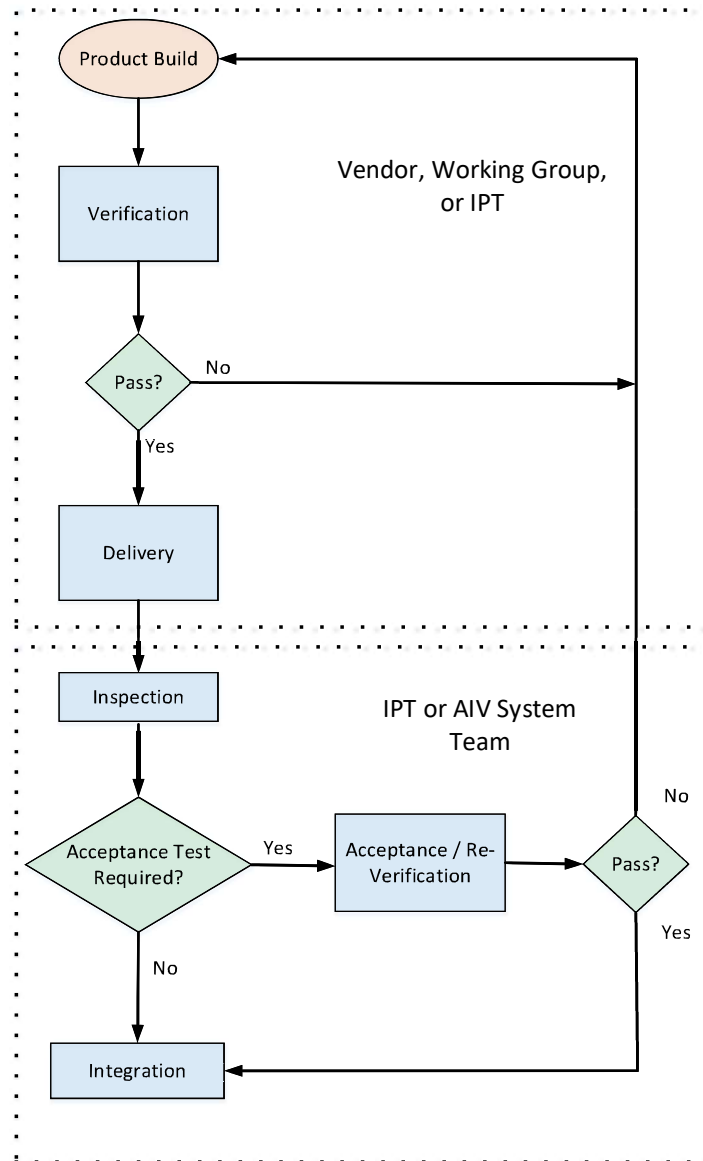 Product Build
Vendor, Working Group,
or IPT
Verification
No
Pass?
Yes
Delivery
Inspection
IPT or AIV System
Team
No
Acceptance Test
Required?
Yes
Acceptance / Re-
Verification
Pass?
Yes
No
Integration